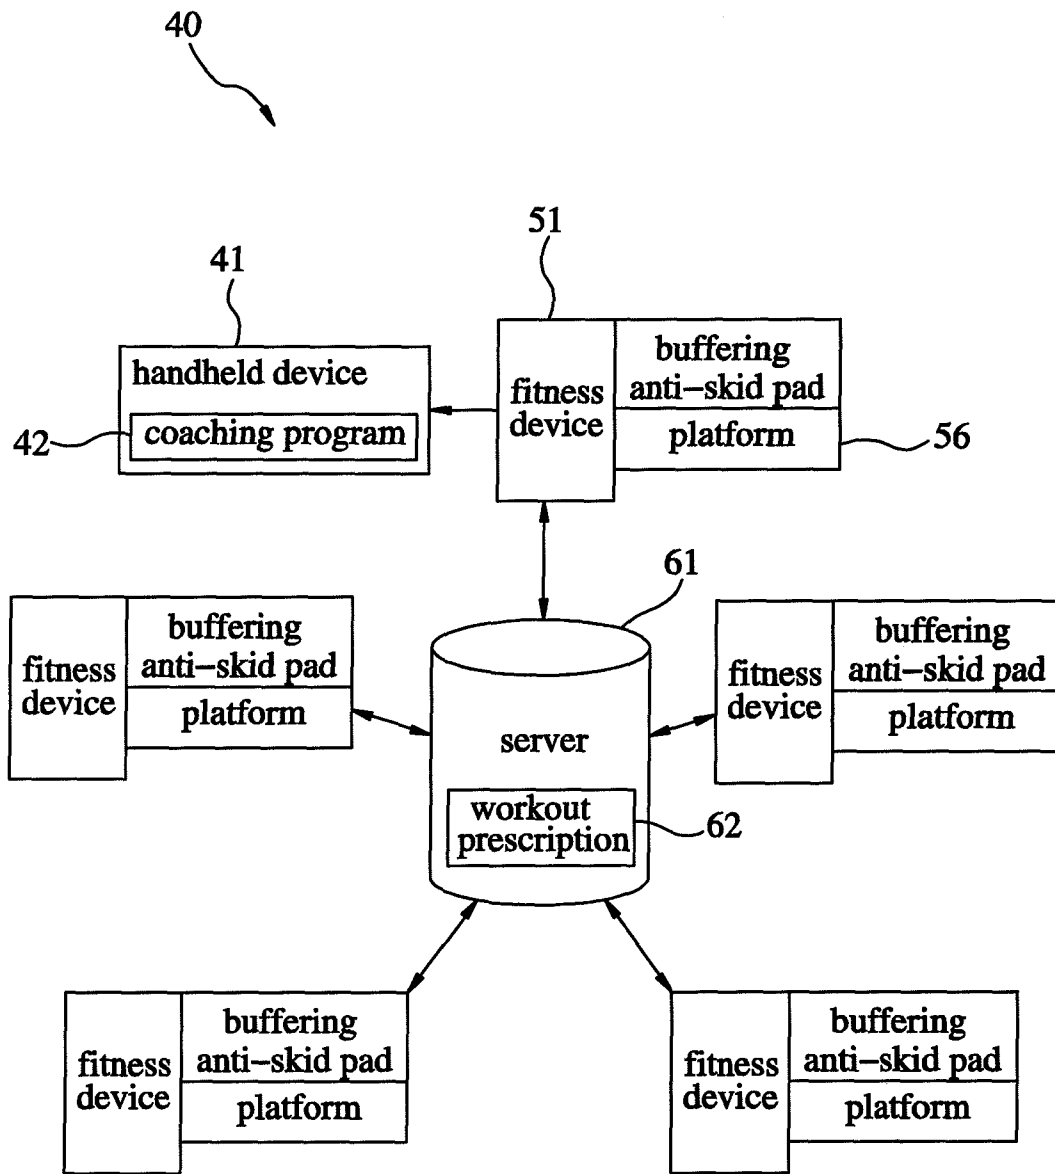 40
51
41
handheld device
42
coaching program
fitness
device
buffering
anti-skid pad
platform
56
61
fitness
device
buffering
anti-skid pad
platform
server
workout
prescription
62
fitness
device
buffering
anti-skid pad
platform
fitness
device
buffering
anti-skid pad
platform
fitness
device
buffering
anti-skid pad
platform